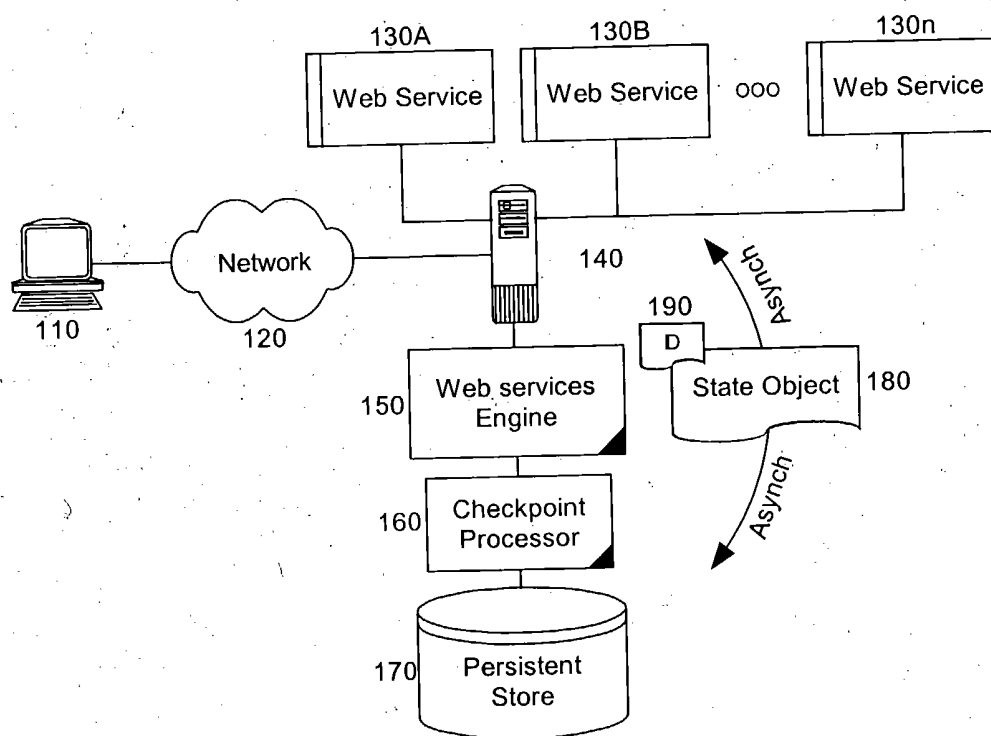 130A
130B
130n
Web Service
Web Service
ooo
Web Service
Network
140
110
120
Asynch
190
D
State Object
180
150
Web services
Engine
160
Checkpoint
Processor
Asynch
170
Persistent
Store